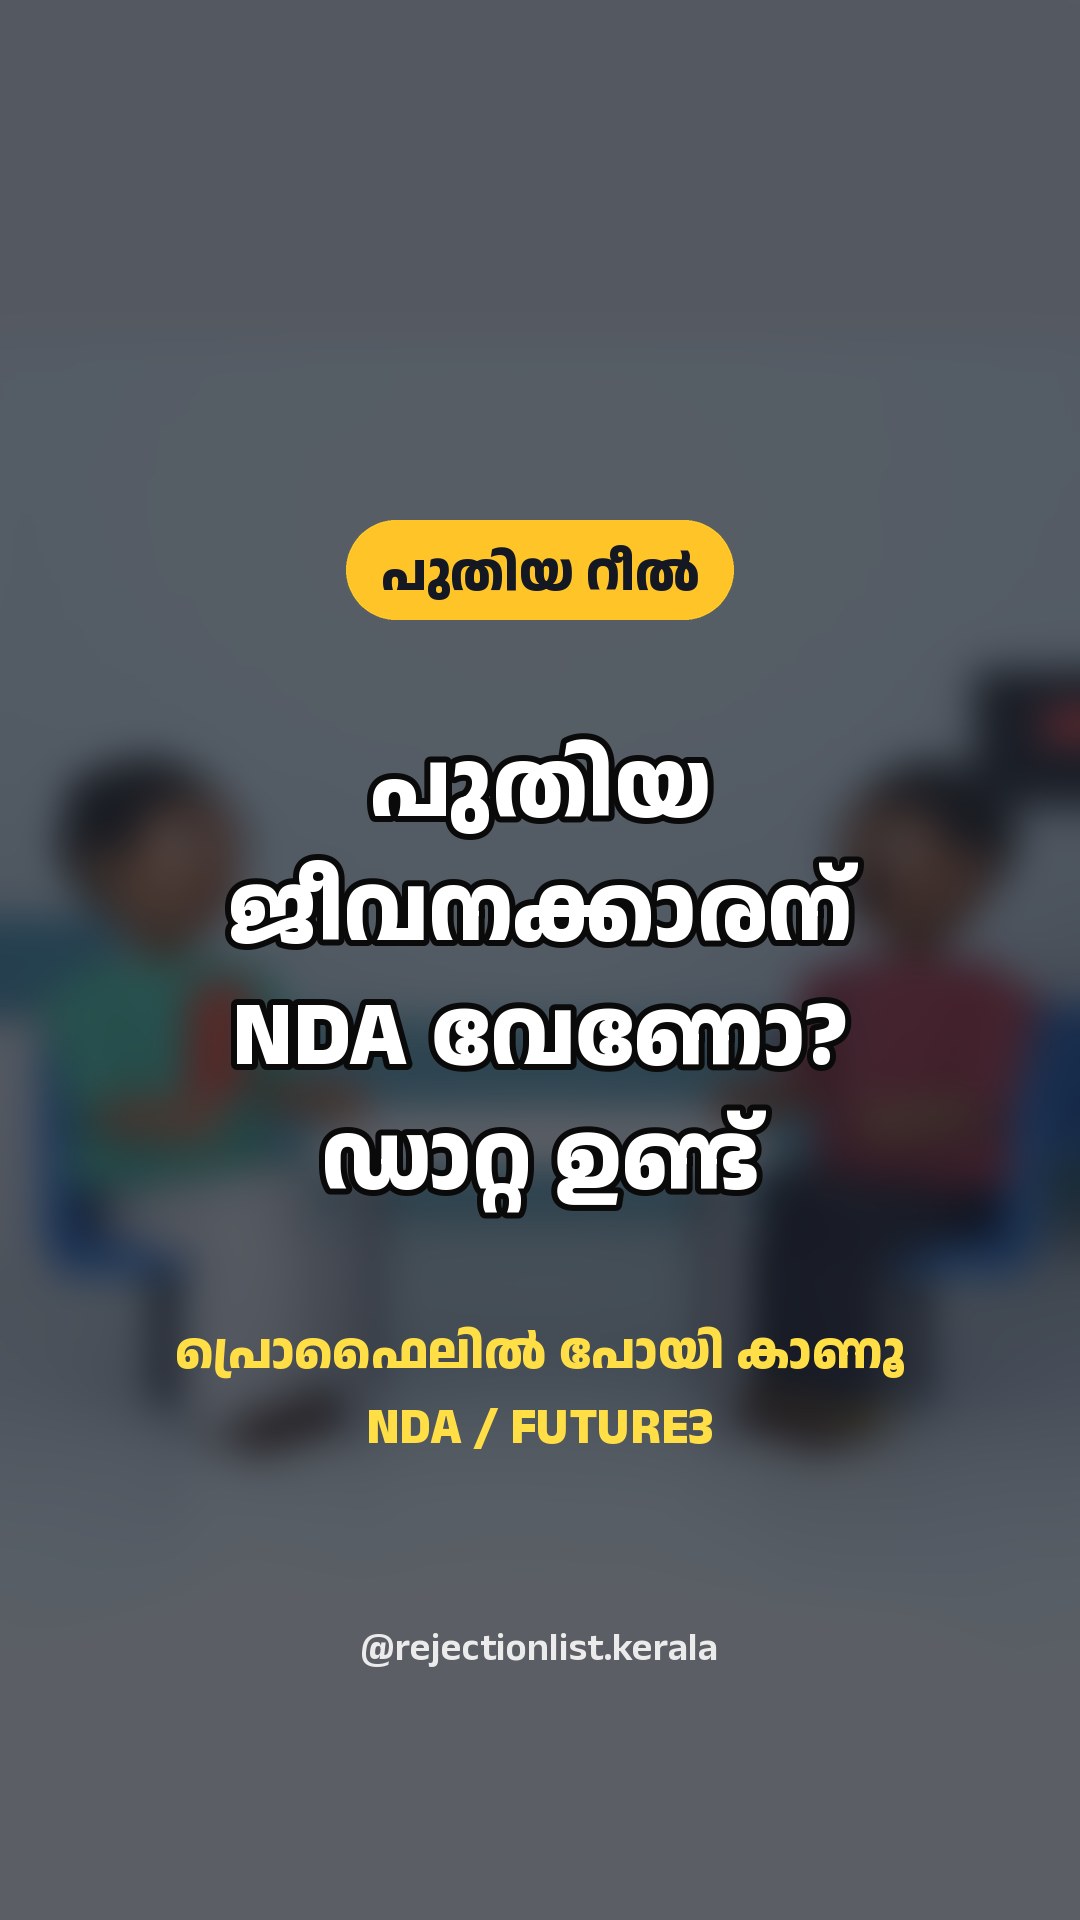 പുതിയ റീൽ
പുതിയ
ജീവനക്കാരന്
NDA വേണോ?
ഡാറ്റ ഉണ്ട്
പ്രൊഫൈലിൽ പോയി കാണൂ
NDA / FUTURE3
@rejectionlist.kerala